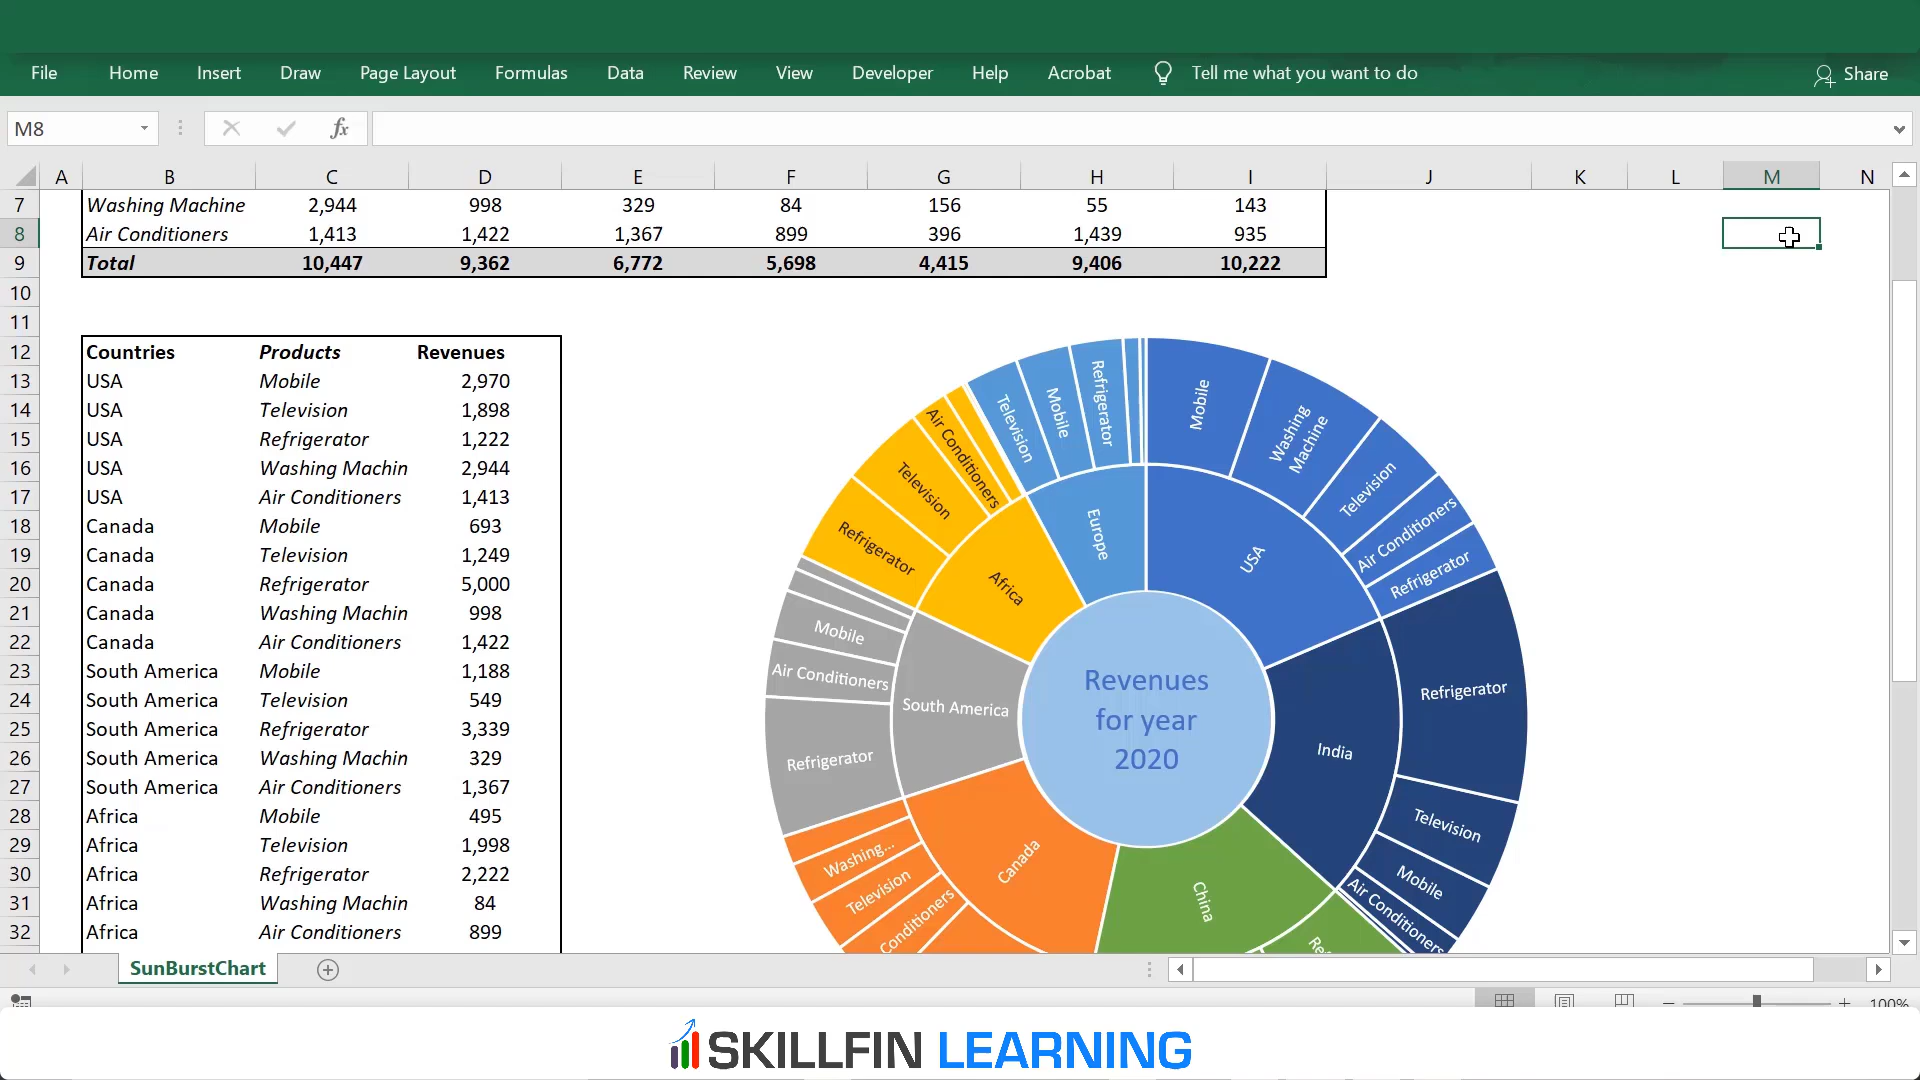 File Home Insert Draw Page Layout Formulas Data Review View Developer Help Acrobat Tell me what you want to do Share
M8 fx
A B C D E F G H I J K L M N
7 Washing Machine 2,944 998 329 84 156 55 143
8 Air Conditioners 1,413 1,422 1,367 899 396 1,439 935
9 Total 10,447 9,362 6,772 5,698 4,415 9,406 10,222
10
11
12 Countries Products Revenues
13 USA Mobile 2,970
14 USA Television 1,898
15 USA Refrigerator 1,222
16 USA Washing Machin 2,944
17 USA Air Conditioners 1,413
18 Canada Mobile 693
19 Canada Television 1,249
20 Canada Refrigerator 5,000
21 Canada Washing Machin 998
22 Canada Air Conditioners 1,422
23 South America Mobile 1,188
24 South America Television 549
25 South America Refrigerator 3,339
26 South America Washing Machin 329
27 South America Air Conditioners 1,367
28 Africa Mobile 495
29 Africa Television 1,998
30 Africa Refrigerator 2,222
31 Africa Washing Machin 84
32 Africa Air Conditioners 899
Revenues
for year
2020
USA
Mobile
Washing
Machine
Television
Air Conditioners
Refrigerator
India
Refrigerator
Television
Mobile
Air Conditioners
China
Canada
Conditioners
Television
Washing...
South America
Refrigerator
Air Conditioners
Mobile
Africa
Refrigerator
Television
Air Conditioners
Europe
Television
Mobile
Refrigerator
SunBurstChart
100%
SKILLFIN LEARNING